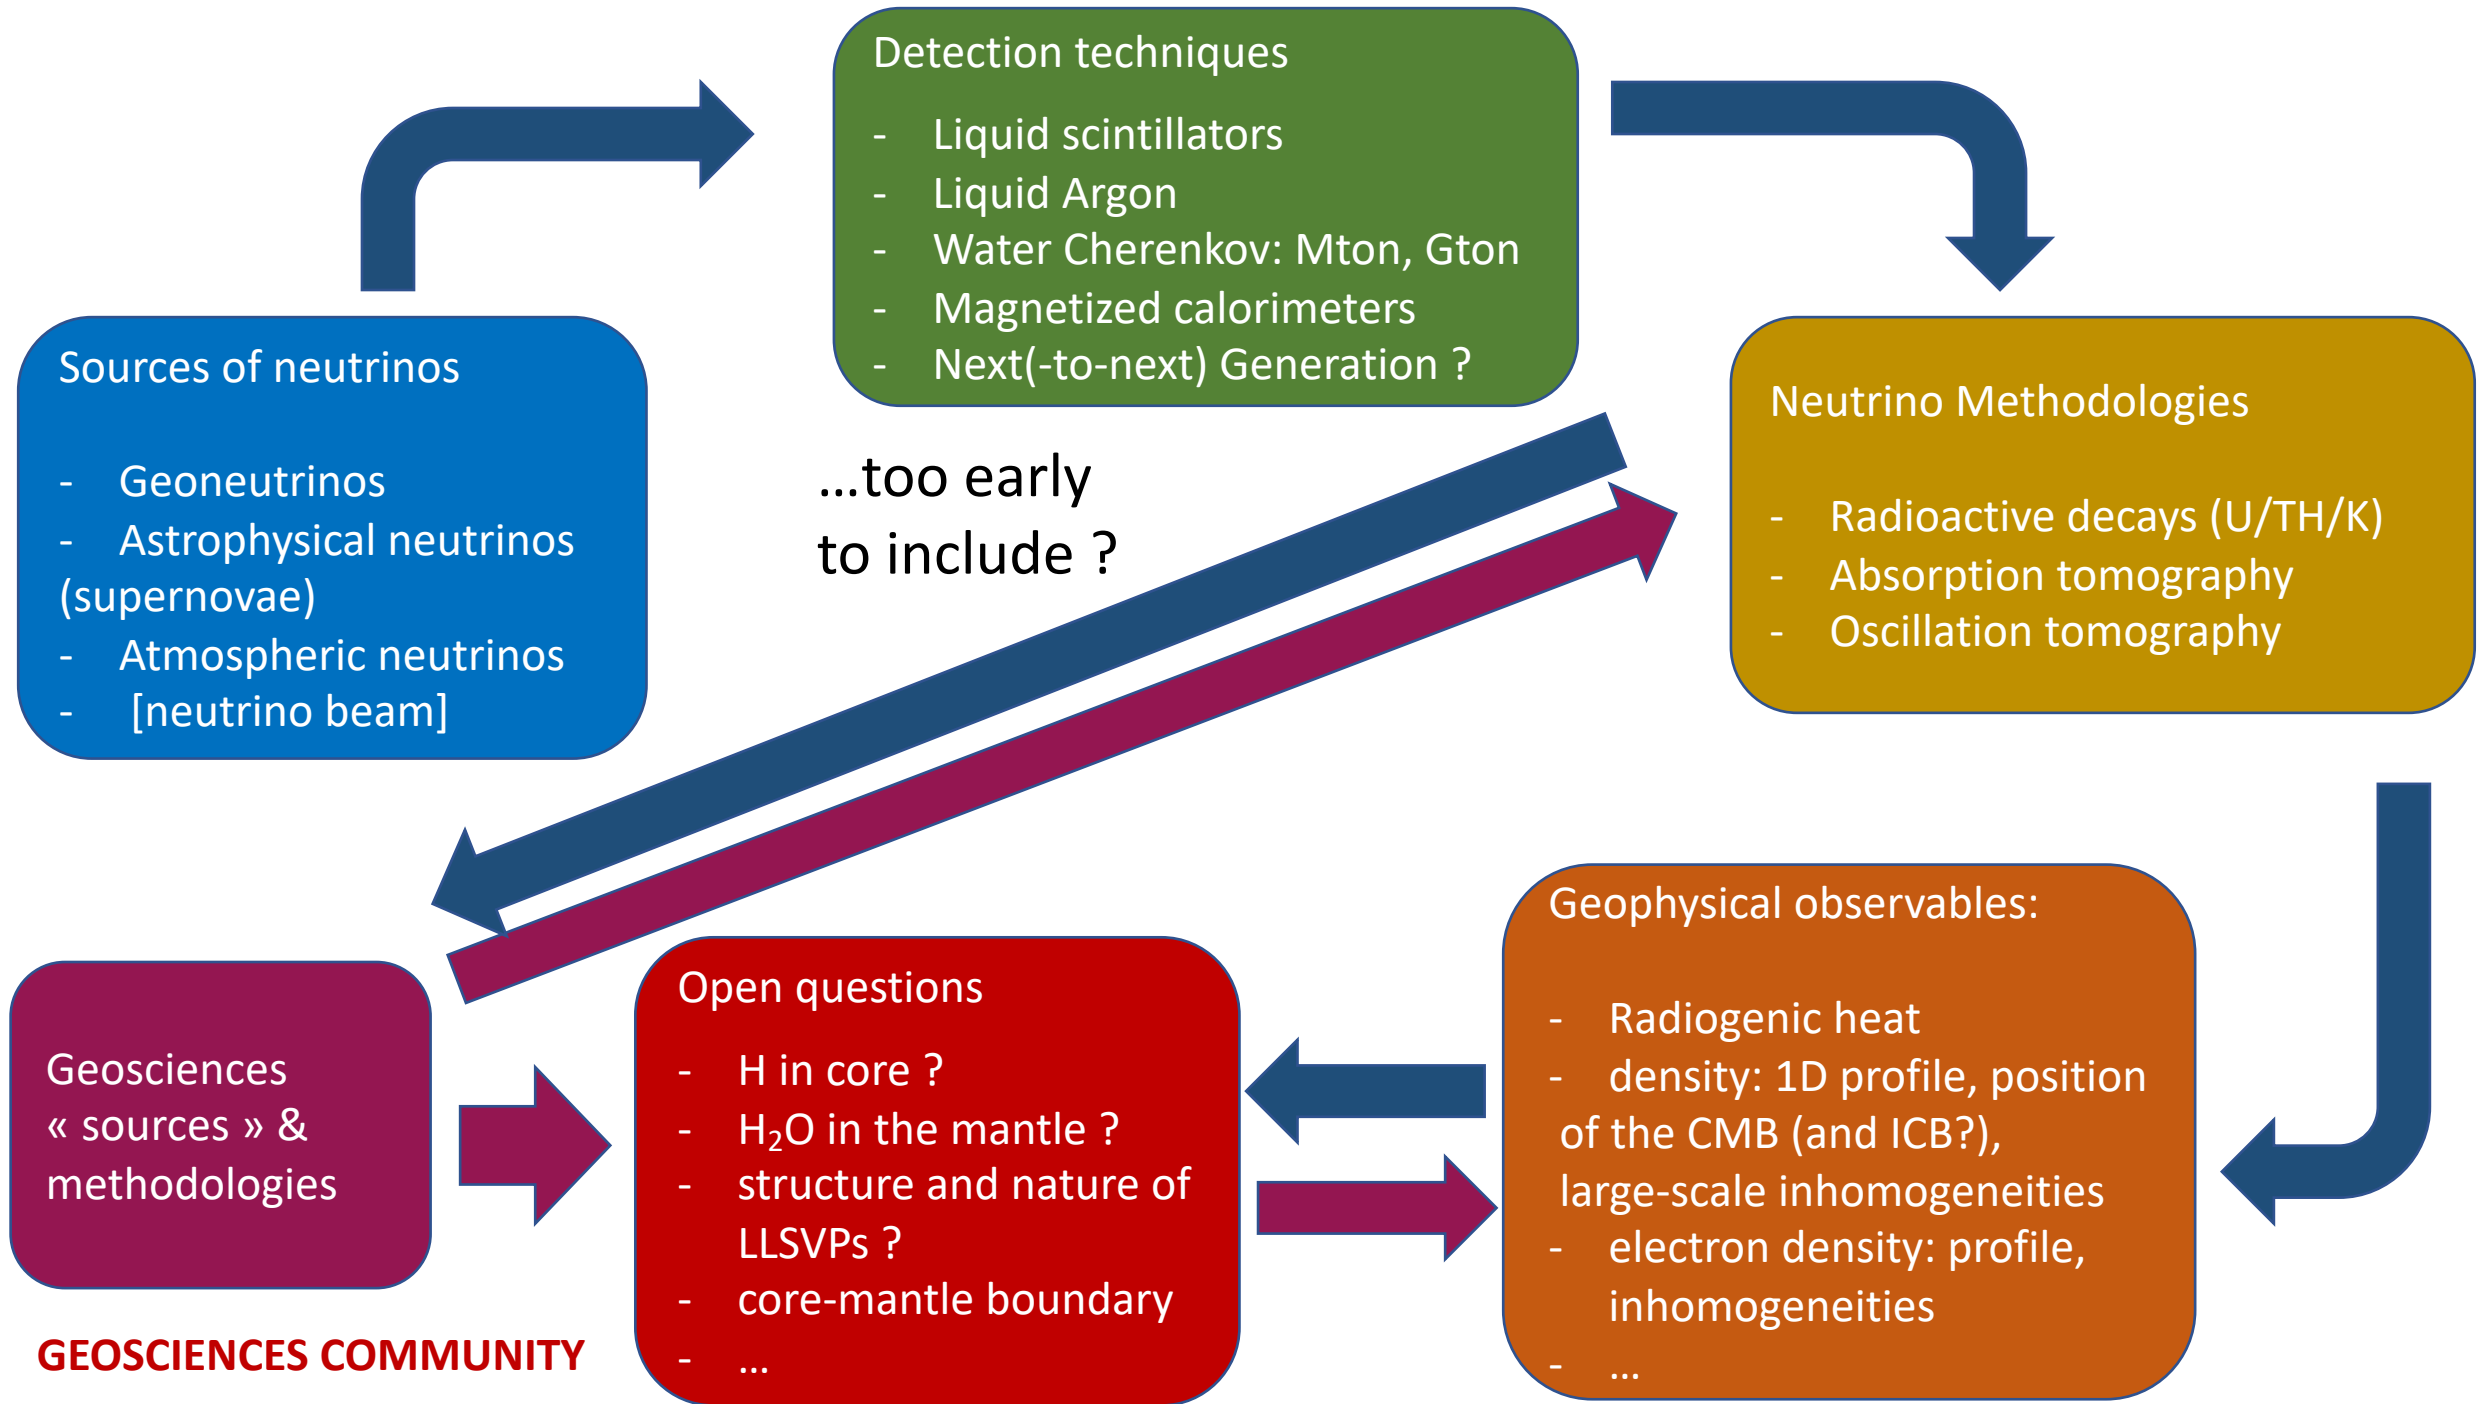 Detection techniques
- Liquid scintillators
- Liquid Argon
- Water Cherenkov: Mton, Gton
- Magnetized calorimeters
- Next(-to-next) Generation ?
Sources of neutrinos
- Geoneutrinos
- Astrophysical neutrinos
(supernovae)
- Atmospheric neutrinos
- [neutrino beam]
Neutrino Methodologies
- Radioactive decays (U/TH/K)
- Absorption tomography
- Oscillation tomography
...too early
to include ?
Geosciences
« sources » &
methodologies
GEOSCIENCES COMMUNITY
Open questions
- H in core ?
- H₂O in the mantle ?
- structure and nature of
LLSVPs ?
- core-mantle boundary
- ...
Geophysical observables:
- Radiogenic heat
- density: 1D profile, position
of the CMB (and ICB?),
large-scale inhomogeneities
- electron density: profile,
inhomogeneities
- ...